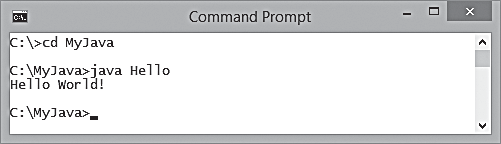 Command Prompt
C:\>cd MyJava
C:\MyJava>java Hello
Hello World!
C:\MyJava>